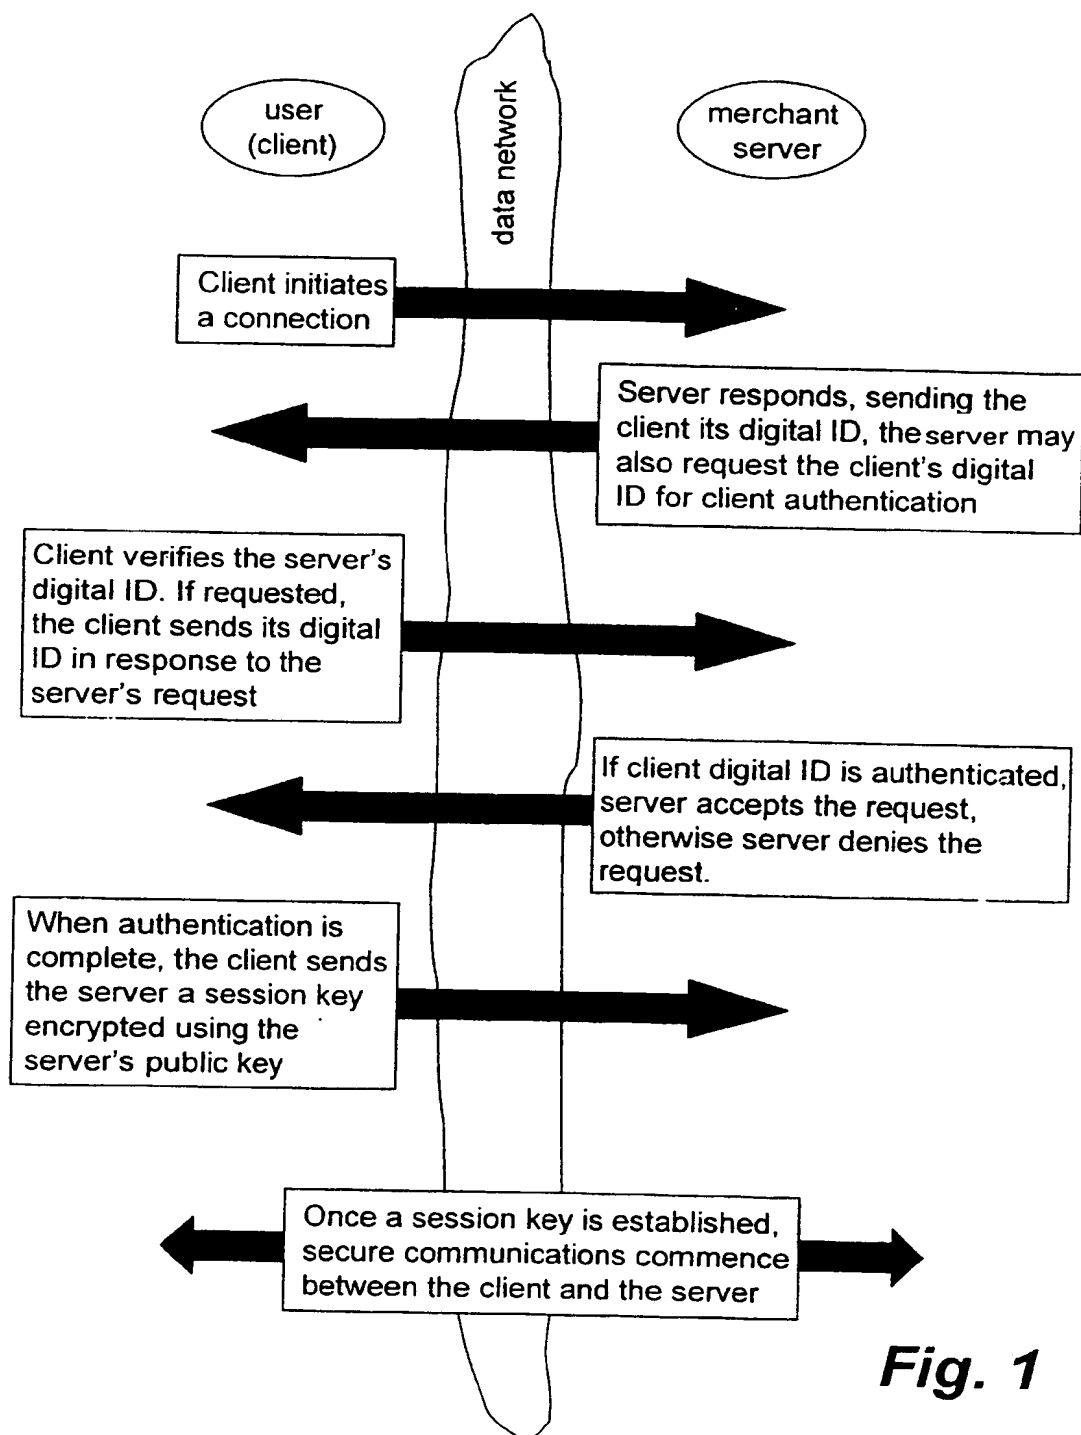 user
(client)
data network
merchant
server
Client initiates
a connection
Server responds, sending the
client its digital ID, the server may
also request the client's digital
ID for client authentication
Client verifies the server's
digital ID. If requested,
the client sends its digital
ID in response to the
server's request
If client digital ID is authenticated,
server accepts the request,
otherwise server denies the
request.
When authentication is
complete, the client sends
the server a session key
encrypted using the
server's public key
Once a session key is established,
secure communications commence
between the client and the server
Fig. 1